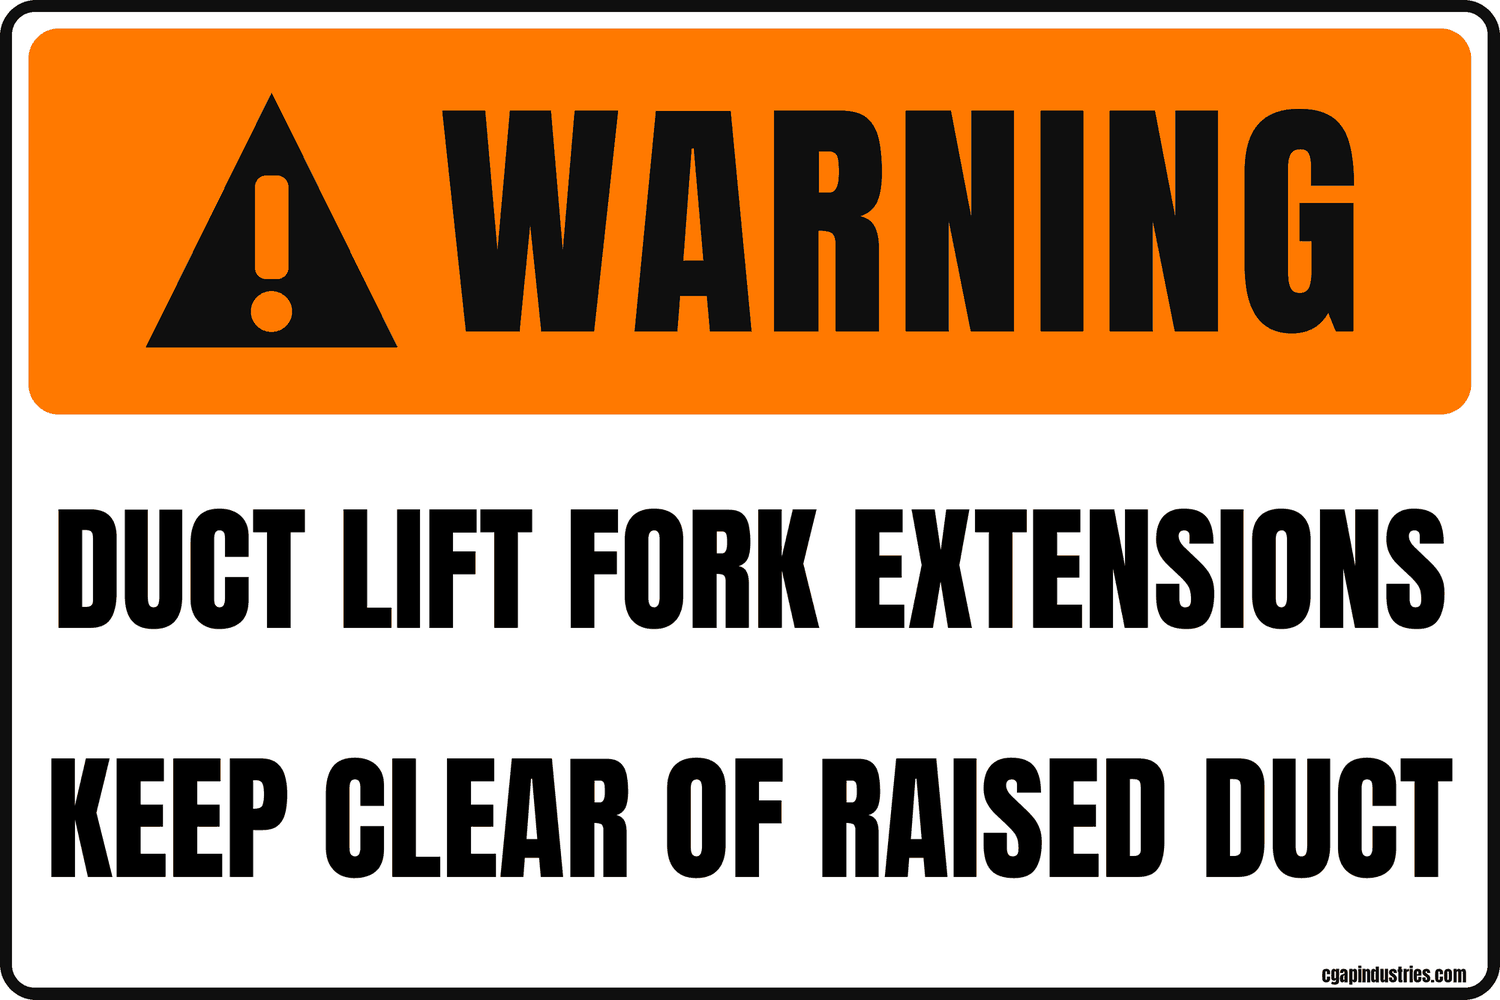 WARNING
DUCT LIFT FORK EXTENSIONS
KEEP CLEAR OF RAISED DUCT
cgapindustries.com